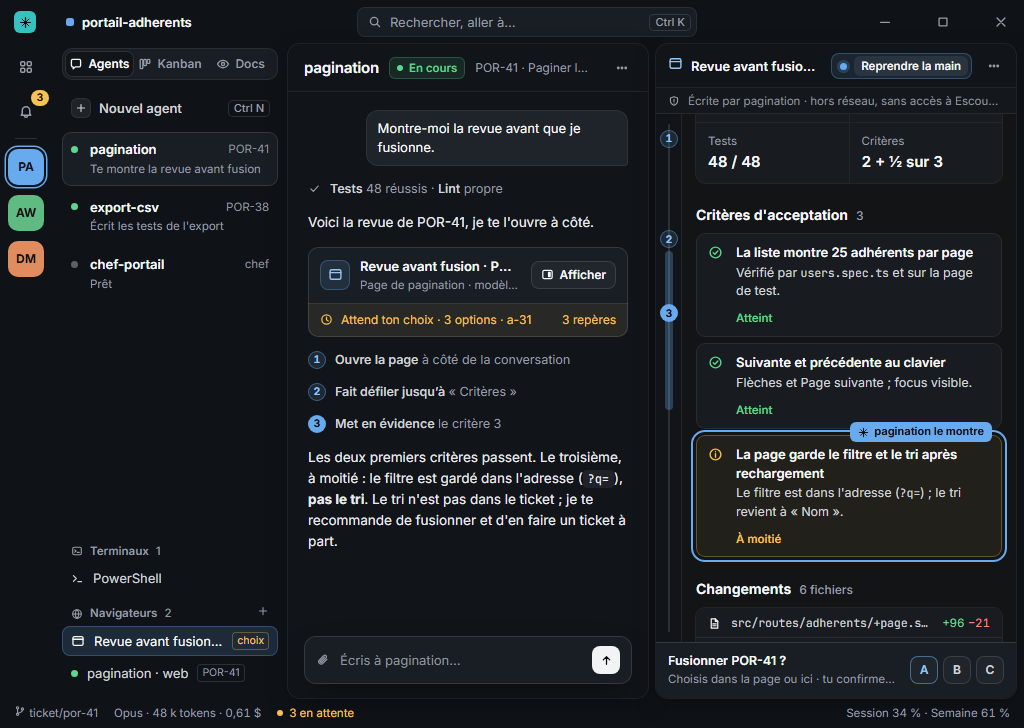 portail-adherents
Rechercher, aller à...
Ctrl K
3
PA
AW
DM
Agents
Kanban
Docs
Nouvel agent
Ctrl N
pagination
POR-41
Te montre la revue avant fusion
export-csv
POR-38
Écrit les tests de l'export
chef-portail
chef
Prêt
Terminaux 1
PowerShell
Navigateurs 2
Revue avant fusion...
choix
pagination · web
POR-41
pagination
En cours
POR-41 · Paginer l...
Montre-moi la revue avant que je
fusionne.
Tests 48 réussis · Lint propre
Voici la revue de POR-41, je te l'ouvre à côté.
Revue avant fusion · P...
Page de pagination · modèl...
Afficher
Attend ton choix · 3 options · a-31
3 repères
1 Ouvre la page à côté de la conversation
2 Fait défiler jusqu'à « Critères »
3 Met en évidence le critère 3
Les deux premiers critères passent. Le troisième,
à moitié : le filtre est gardé dans l'adresse ( ?q= ),
pas le tri. Le tri n'est pas dans le ticket ; je te
recommande de fusionner et d'en faire un ticket à
part.
Écris à pagination...
Revue avant fusio...
Reprendre la main
Écrite par pagination · hors réseau, sans accès à Escou...
1
2
3
Tests
48 / 48
Critères
2 + ½ sur 3
Critères d'acceptation 3
La liste montre 25 adhérents par page
Vérifié par users.spec.ts et sur la page
de test.
Atteint
Suivante et précédente au clavier
Flèches et Page suivante ; focus visible.
Atteint
pagination le montre
La page garde le filtre et le tri après
rechargement
Le filtre est dans l'adresse (?q=) ; le tri
revient à « Nom ».
À moitié
Changements 6 fichiers
src/routes/adherents/+page.s...
+96 −21
Fusionner POR-41 ?
Choisis dans la page ou ici · tu confirme...
A
B
C
ticket/por-41
Opus · 48 k tokens · 0,61 $
3 en attente
Session 34 % · Semaine 61 %